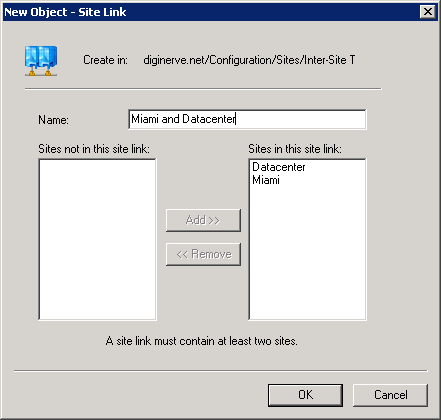 New Object - Site Link
Create in: diginerve.net/Configuration/Sites/Inter-Site T
Name: Miami and Datacenter
Sites not in this site link: Sites in this site link:
Datacenter
Miami
Add >>
<< Remove
A site link must contain at least two sites.
OK Cancel